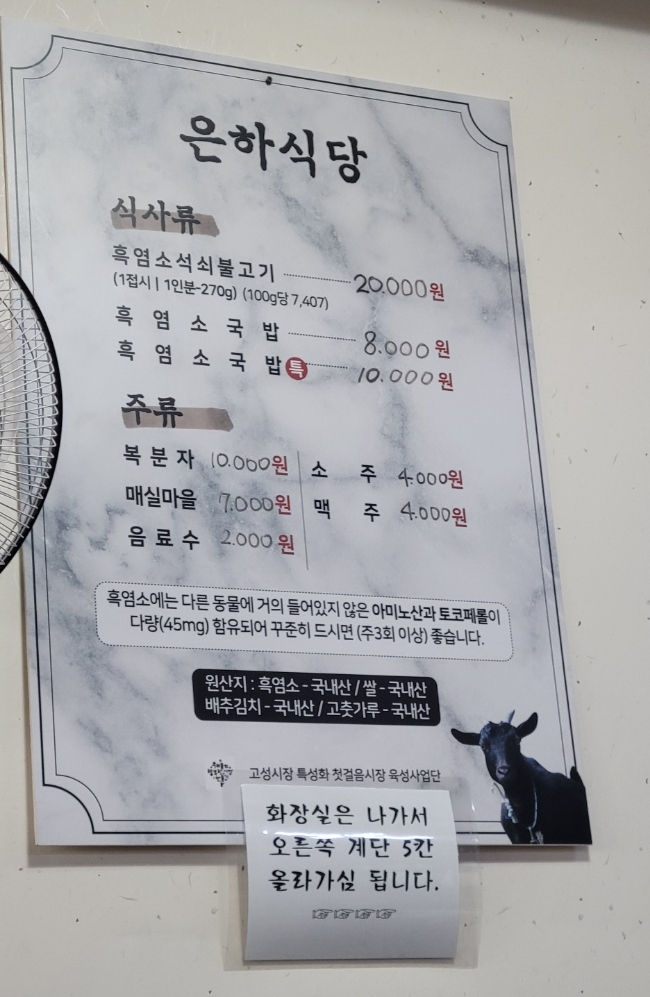 은하식당
식사류
흑염소석쇠불고기 20.000원
(1접시 | 1인분-270g) (100g당 7,407)
흑염소국밥 8.000원
흑염소국밥 특 10.000원
주류
복분자 10.000원 소주 4.000원
매실마을 7.000원 맥주 4.000원
음료수 2.000원
흑염소에는 다른 동물에 거의 들어있지 않은 아미노산과 토코페롤이
다량(45mg) 함유되어 꾸준히 드시면 (주3회 이상) 좋습니다.
원산지 : 흑염소 - 국내산 / 쌀 - 국내산
배추김치 - 국내산 / 고춧가루 - 국내산
고성시장 특성화 첫걸음시장 육성사업단
화장실은 나가서
오른쪽 계단 5칸
올라가심 됩니다.